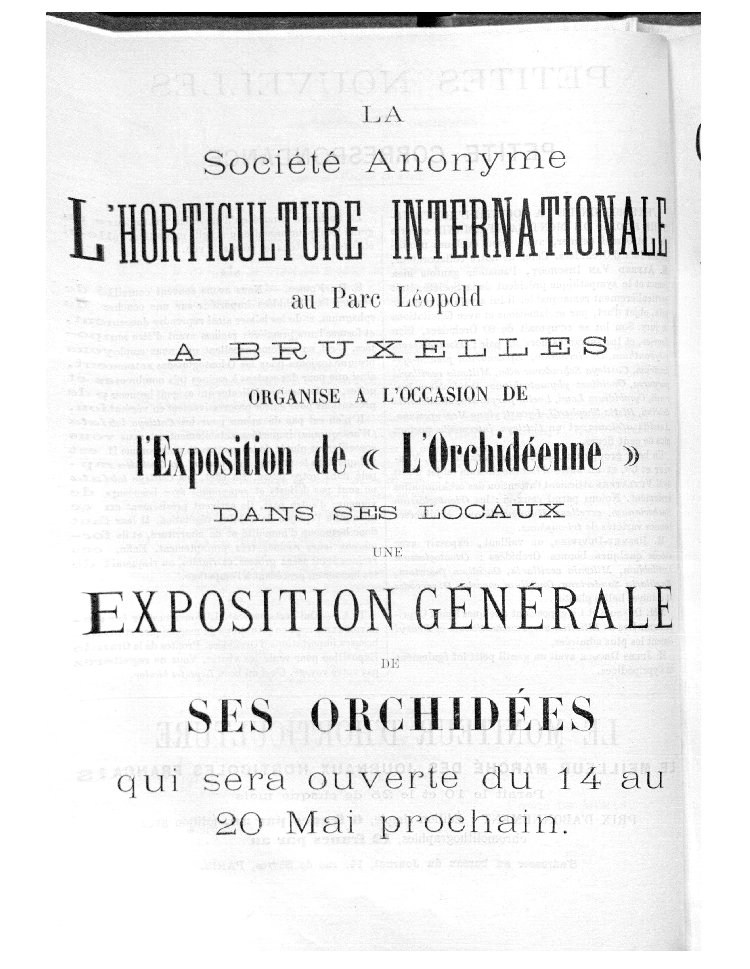 LA
Société Anonyme
L'HORTICULTURE INTERNATIONALE
au Parc Léopold
A BRUXELLES
ORGANISE A L'OCCASION DE
l'Exposition de « L'Orchidéenne »
DANS SES LOCAUX
UNE
EXPOSITION GÉNÉRALE
DE
SES ORCHIDÉES
qui sera ouverte du 14 au
20 Mai prochain.